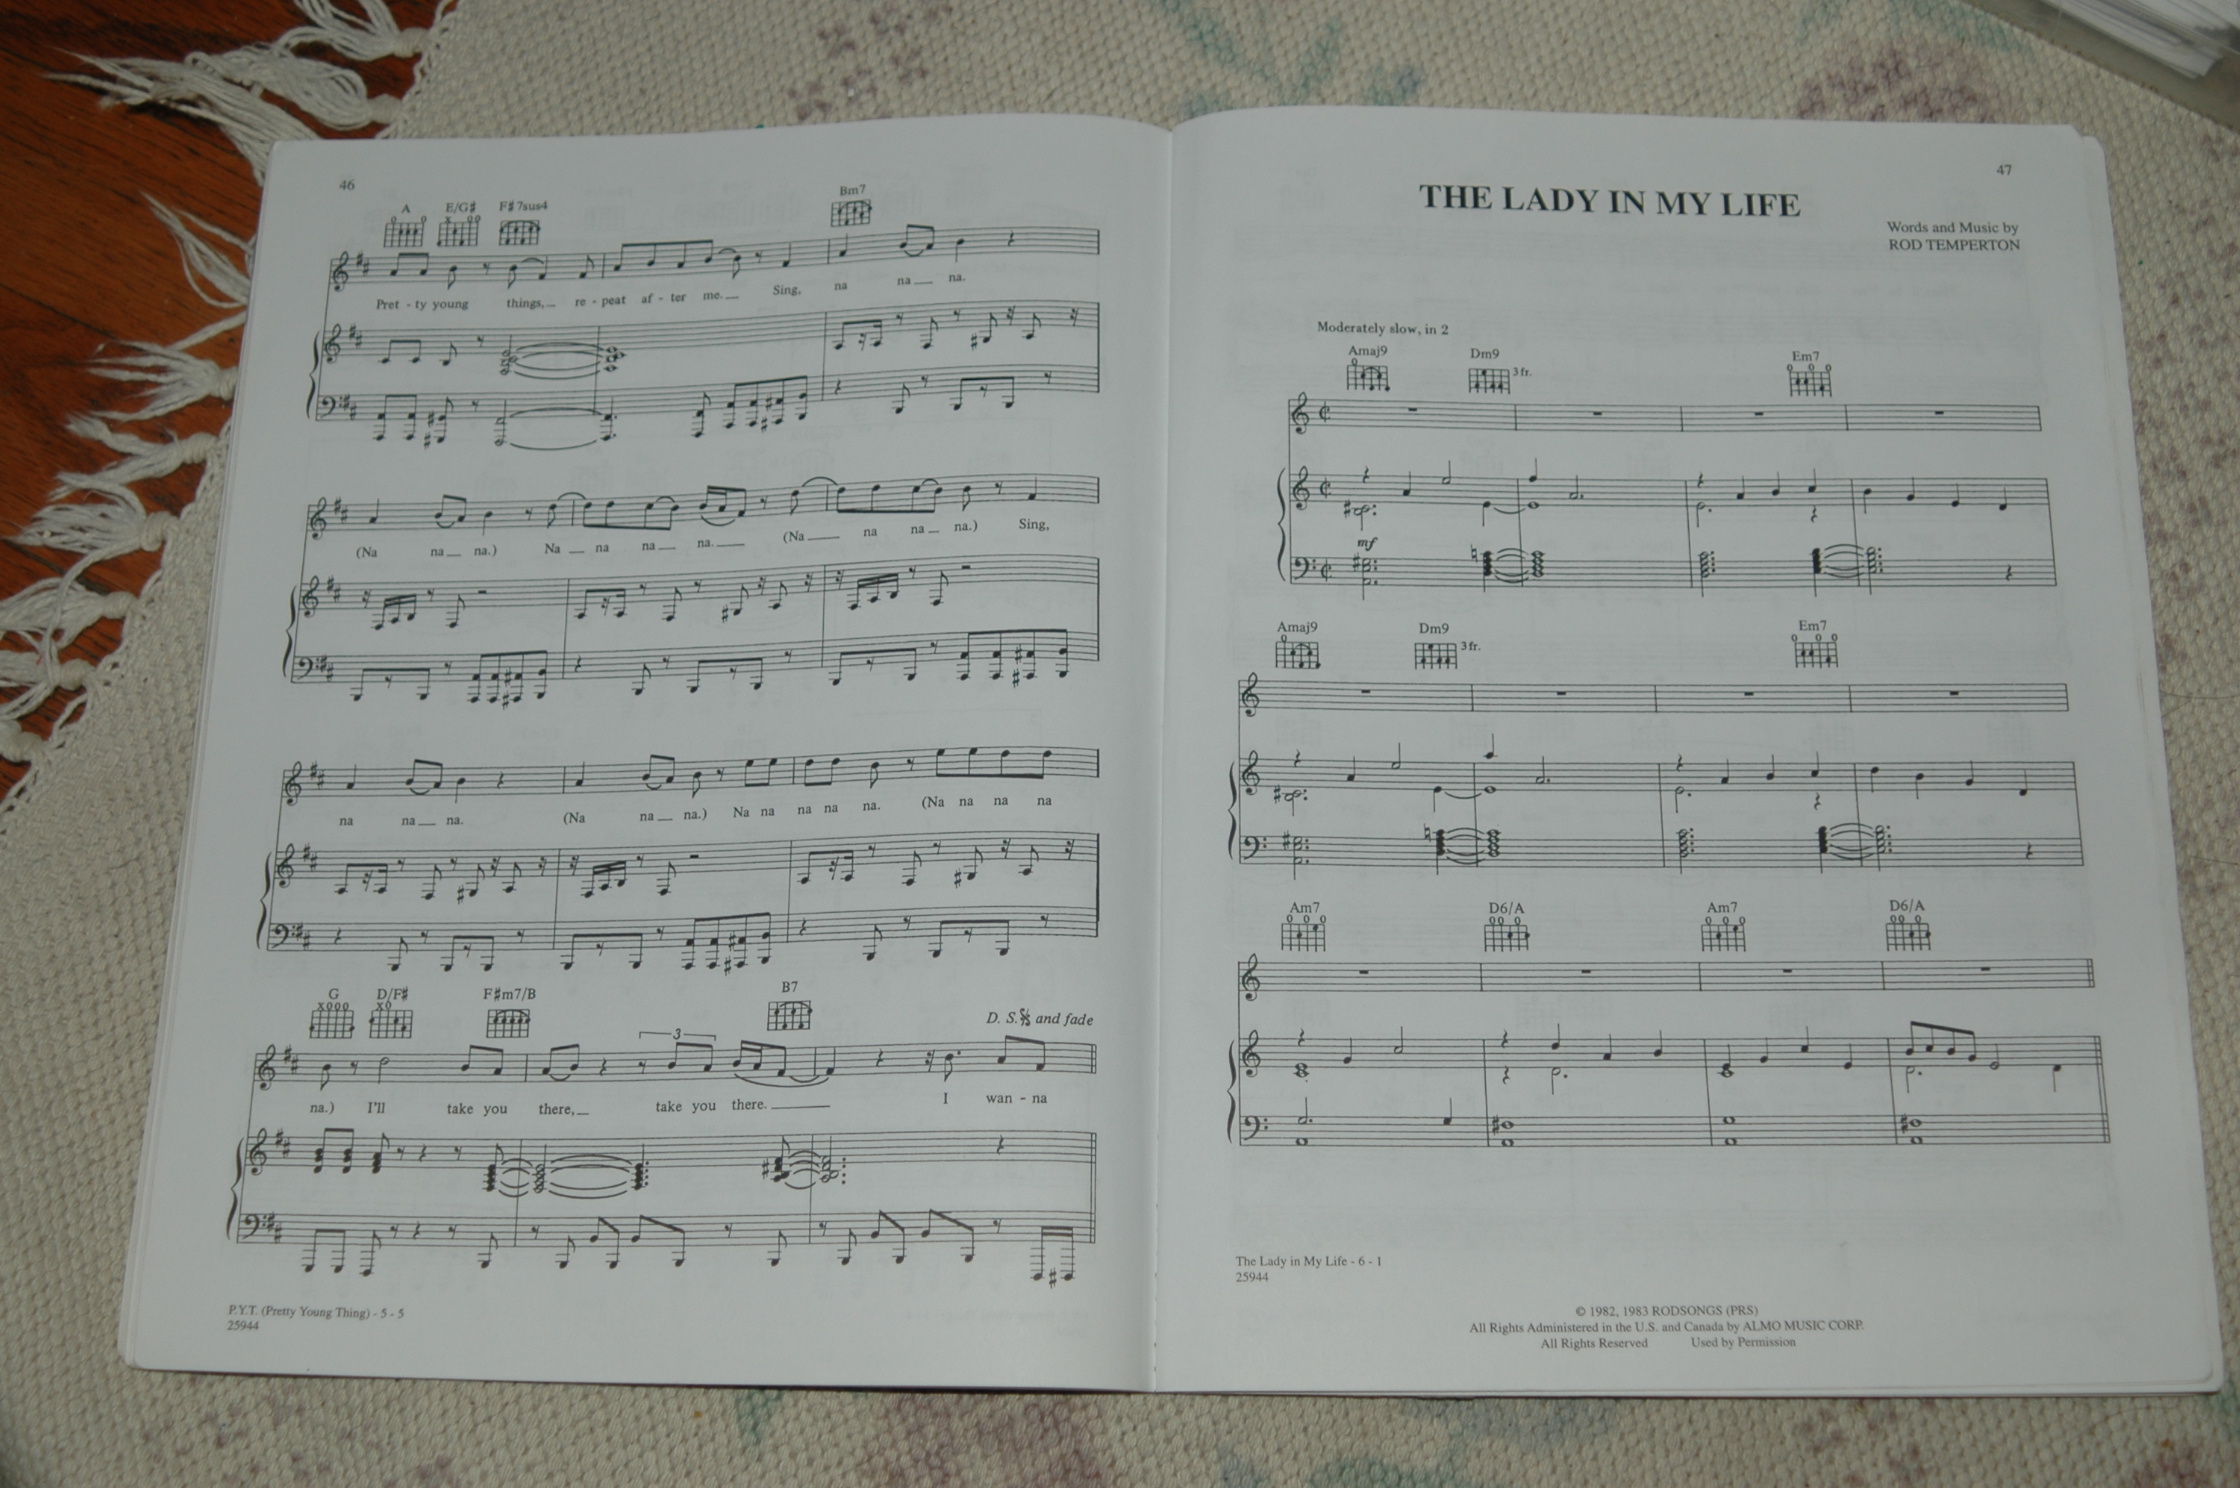 46
A E/G# F#7sus4 Bm7
Pret - ty young things, re - peat af - ter me. Sing, na na na.
(Na na na.) Na na na na. (Na na na na.) Sing,
na na na. (Na na na.) Na na na na na. (Na na na na
G D/F# F#m7/B B7
xooo xo
D. S. 𝄋 and fade
3
na.) I'll take you there, take you there. I wan - na
P.Y.T. (Pretty Young Thing) - 5 - 5
25944
47
THE LADY IN MY LIFE
Words and Music by
ROD TEMPERTON
Moderately slow, in 2
Amaj9 Dm9 Em7
3 fr.
mf
Amaj9 Dm9 Em7
3 fr.
Am7 D6/A Am7 D6/A
The Lady in My Life - 6 - 1
25944
© 1982, 1983 RODSONGS (PRS)
All Rights Administered in the U.S. and Canada by ALMO MUSIC CORP.
All Rights Reserved Used by Permission